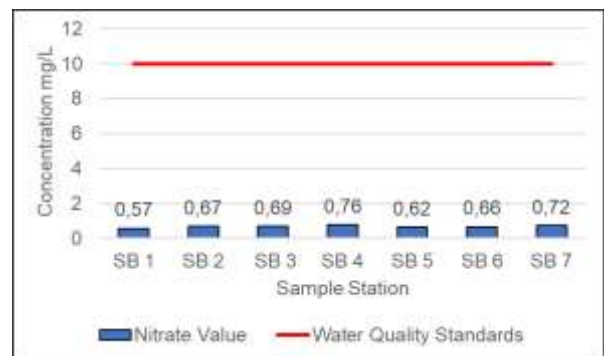 12
10
8
6
4
2
0
Concentration mg/L
0,57 0,67 0,69 0,76 0,62 0,66 0,72
SB 1 SB 2 SB 3 SB 4 SB 5 SB 6 SB 7
Sample Station
Nitrate Value Water Quality Standards